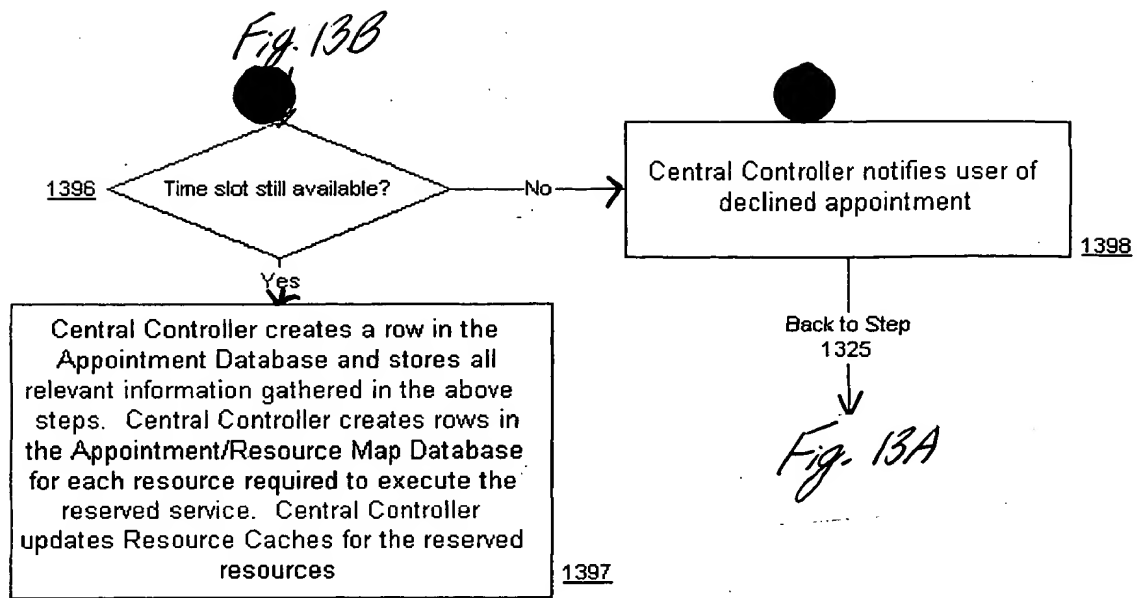 Fig. 13B
1396
Time slot still available?
No
Central Controller notifies user of
declined appointment
1398
Yes
Back to Step
1325
Central Controller creates a row in the
Appointment Database and stores all
relevant information gathered in the above
steps. Central Controller creates rows in
the Appointment/Resource Map Database
for each resource required to execute the
reserved service. Central Controller
updates Resource Caches for the reserved
resources
1397
Fig. 13A